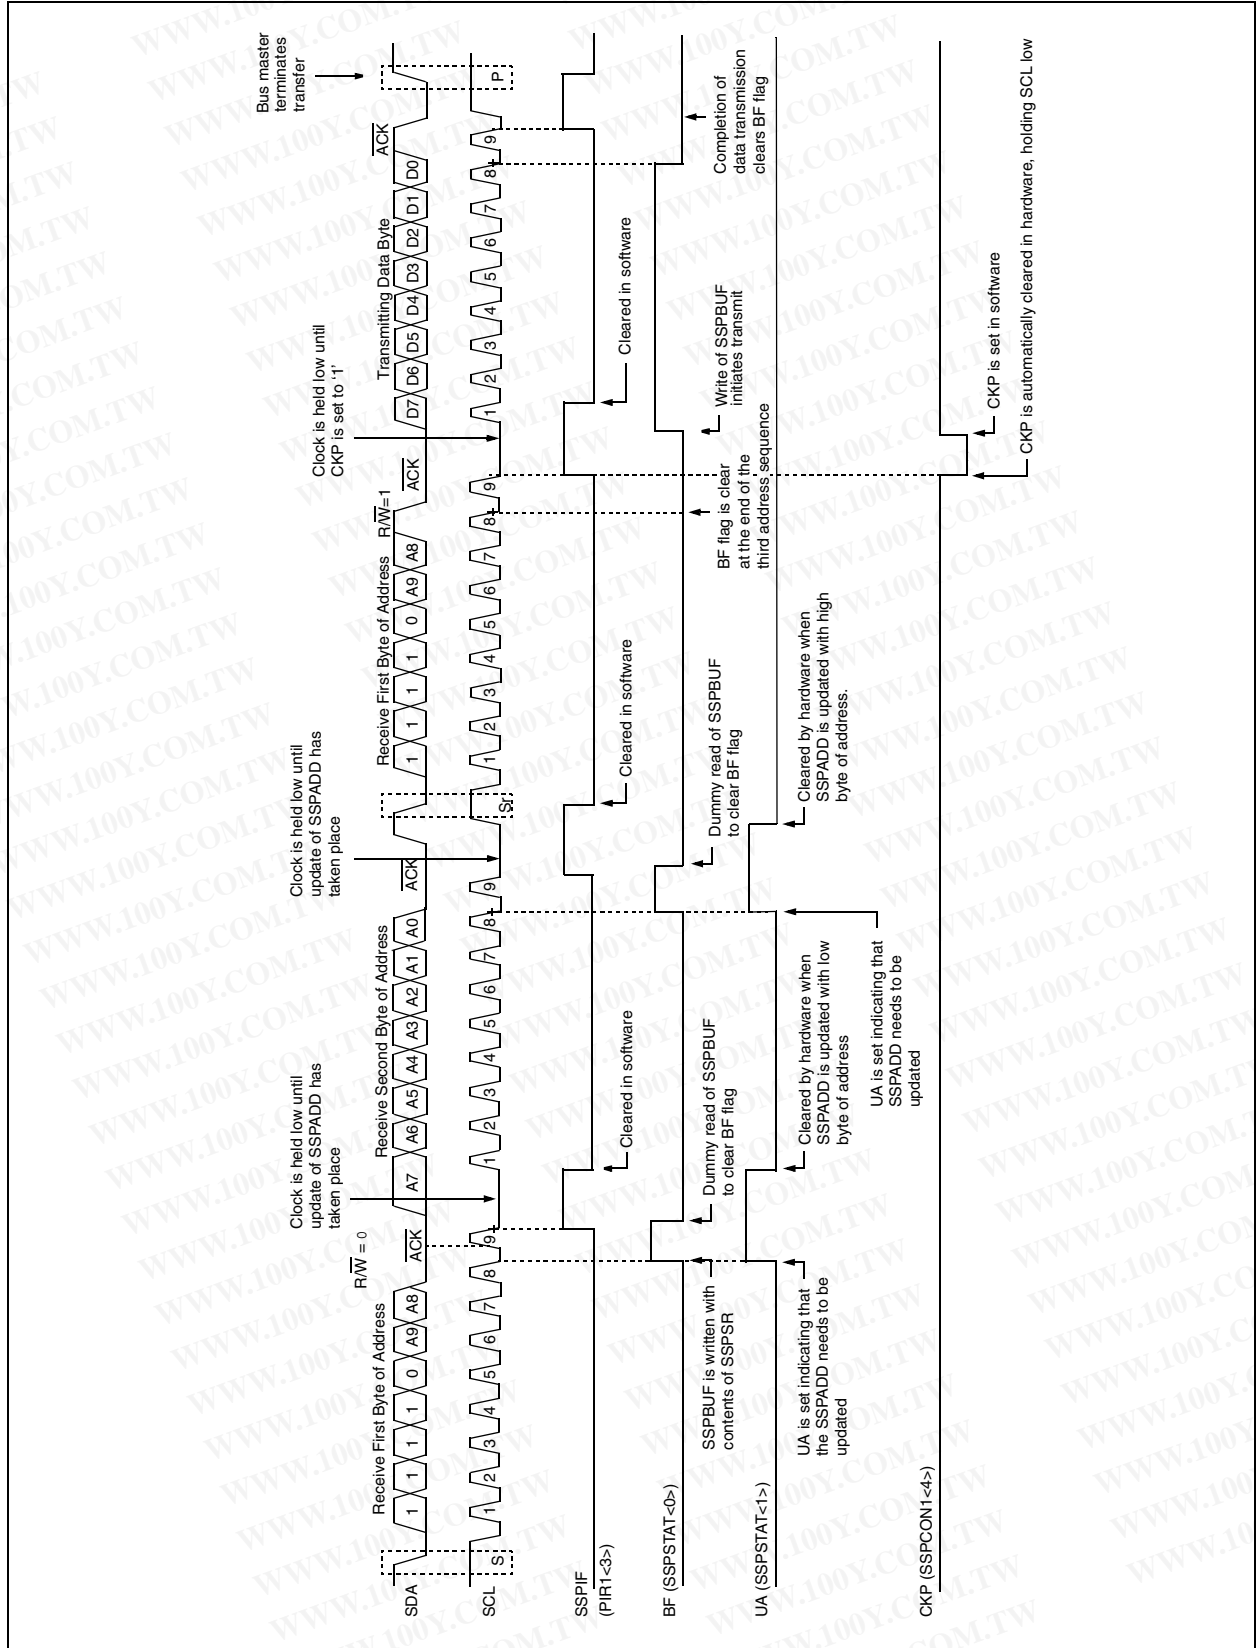 Bus master
terminates
transfer
Clock is held low until
CKP is set to ‘1’
Clock is held low until
update of SSPADD has
taken place
Clock is held low until
update of SSPADD has
taken place
R/W = 0
Receive First Byte of Address
Receive Second Byte of Address
Receive First Byte of Address
R/W=1
Transmitting Data Byte
ACK
ACK
ACK
ACK
SDA
1 1 1 1 0 A9 A8
A7 A6 A5 A4 A3 A2 A1 A0
1 1 1 1 0 A9 A8
D7 D6 D5 D4 D3 D2 D1 D0
SCL
S
1 2 3 4 5 6 7 8 9
1 2 3 4 5 6 7 8 9
Sr
1 2 3 4 5 6 7 8 9
1 2 3 4 5 6 7 8 9
P
SSPIF
(PIR1<3>)
Cleared in software
Cleared in software
Cleared in software
BF (SSPSTAT<0>)
SSPBUF is written with
contents of SSPSR
Dummy read of SSPBUF
to clear BF flag
Dummy read of SSPBUF
to clear BF flag
BF flag is clear
at the end of the
third address sequence
Write of SSPBUF
initiates transmit
Completion of
data transmission
clears BF flag
UA (SSPSTAT<1>)
UA is set indicating that
the SSPADD needs to be
updated
Cleared by hardware when
SSPADD is updated with low
byte of address
UA is set indicating that
SSPADD needs to be
updated
Cleared by hardware when
SSPADD is updated with high
byte of address.
CKP (SSPCON1<4>)
CKP is set in software
CKP is automatically cleared in hardware, holding SCL low
WWW.100Y.COM.TW